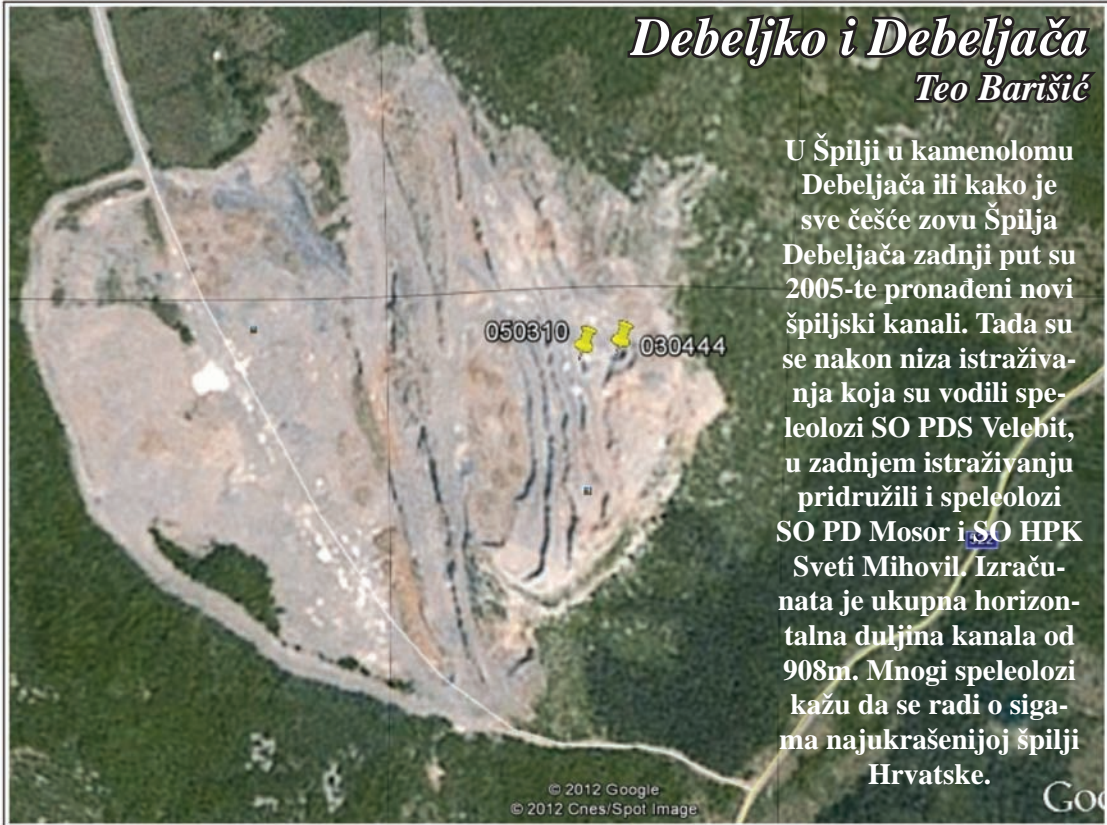 Debeljko i Debeljača
Teo Barišić
U Špilji u kamenolomu
Debeljača ili kako je
sve češće zovu Špilja
Debeljača zadnji put su
2005-te pronađeni novi
špiljski kanali. Tada su
se nakon niza istraživa-
nja koja su vodili spe-
leolozi SO PDS Velebit,
u zadnjem istraživanju
pridružili i speleolozi
SO PD Mosor i SO HPK
Sveti Mihovil. Izraču-
nata je ukupna horizon-
talna duljina kanala od
908m. Mnogi speleolozi
kažu da se radi o siga-
ma najukrašenijoj špilji
Hrvatske.
050310
030444
© 2012 Google
© 2012 Cnes/Spot Image
Goo